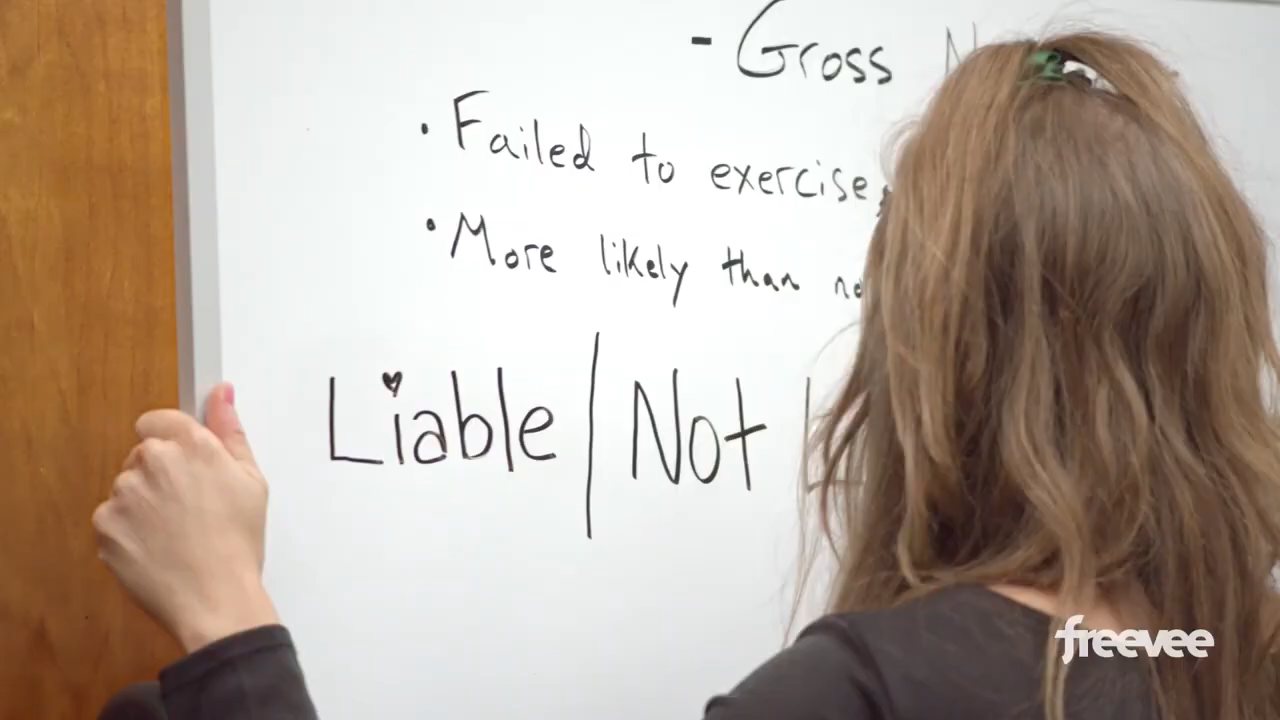 - Gross
• Failed to exercise
• More likely than
Liable / Not
freevee